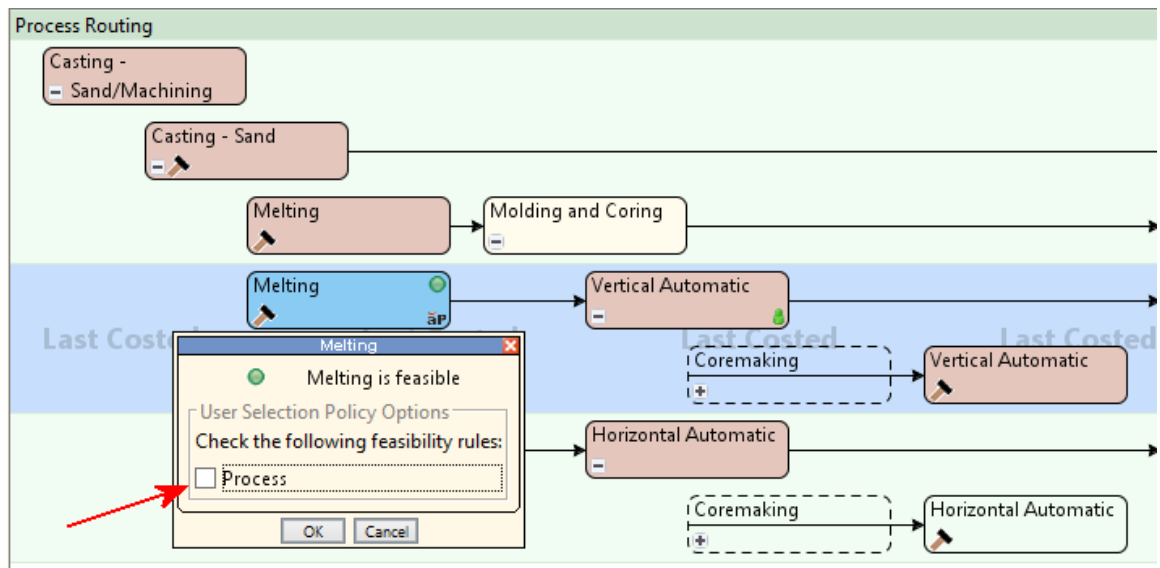 Process Routing
Casting -
Sand/Machining
Casting - Sand
Melting
Molding and Coring
Melting
āP
Vertical Automatic
Last Costed
Last Costed
Last Costed
Coremaking
Vertical Automatic
Melting
Melting is feasible
User Selection Policy Options
Check the following feasibility rules:
Process
OK
Cancel
Horizontal Automatic
Coremaking
Horizontal Automatic